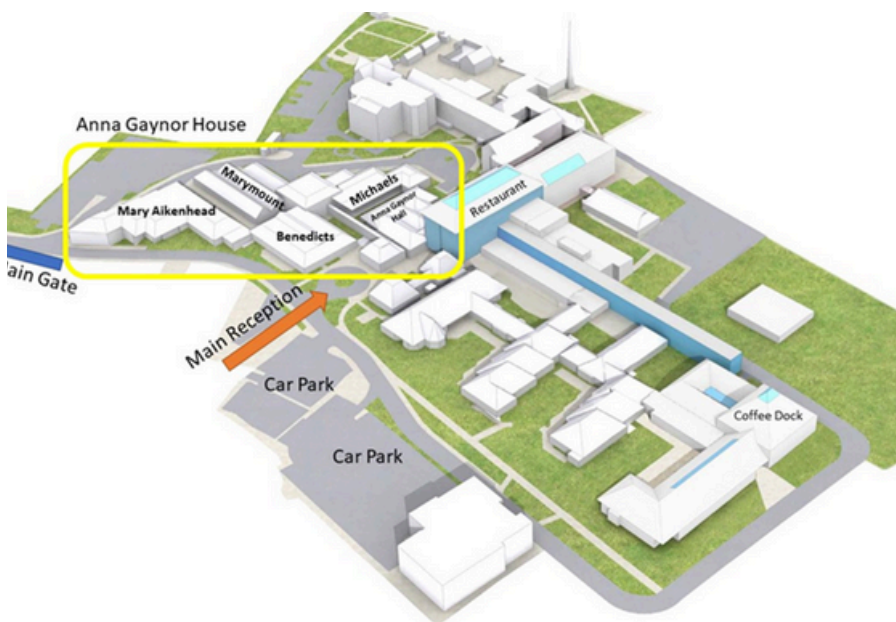 Anna Gaynor House
Marymount
Michaels
Mary Aikenhead
Anna Gaynor
Hall
Restaurant
Benedicts
ain Gate
Main Reception
Car Park
Car Park
Coffee Dock